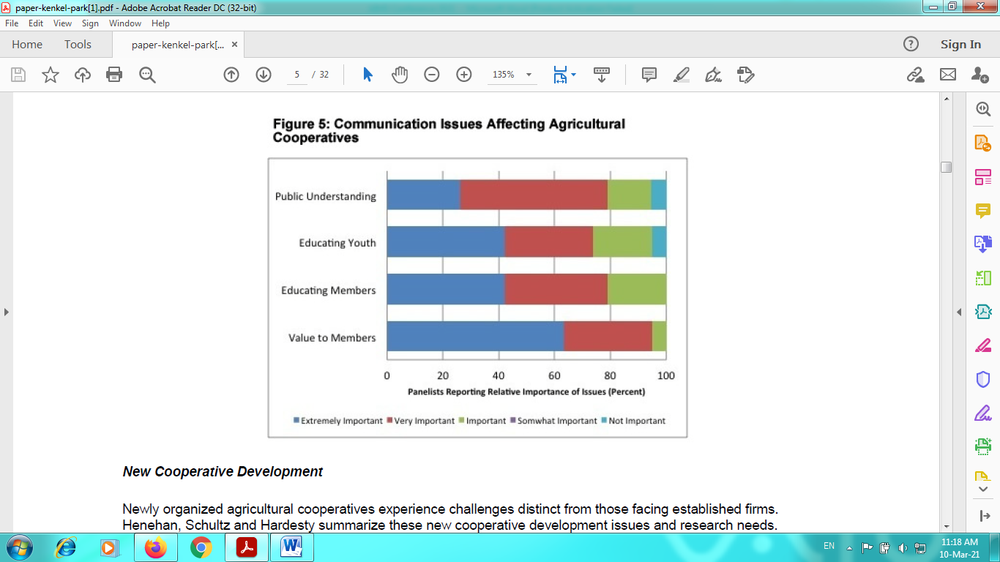 paper-kenkel-park[1].pdf - Adobe Acrobat Reader DC (32-bit)
File Edit View Sign Window Help
Home Tools paper-kenkel-park[... × Sign In
5 / 32 135%
Figure 5: Communication Issues Affecting Agricultural
Cooperatives
Public Understanding
Educating Youth
Educating Members
Value to Members
0 20 40 60 80 100
Panelists Reporting Relative Importance of Issues (Percent)
Extremely Important Very Important Important Somwhat Important Not Important
New Cooperative Development
Newly organized agricultural cooperatives experience challenges distinct from those facing established firms.
Henehan, Schultz and Hardesty summarize these new cooperative development issues and research needs.
EN 11:18 AM
10-Mar-21